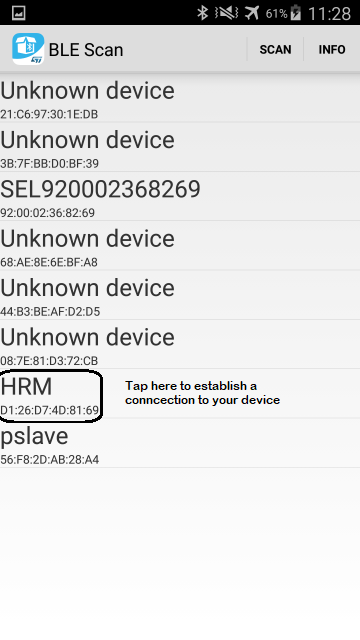 61% 11:28
BLE Scan SCAN INFO
Unknown device
21:C6:97:30:1E:DB
Unknown device
3B:7F:BB:D0:BF:39
SEL920002368269
92:00:02:36:82:69
Unknown device
68:AE:8E:6E:BF:A8
Unknown device
44:B3:BE:AF:D2:D5
Unknown device
08:7E:81:D3:72:CB
HRM
D1:26:D7:4D:81:69
Tap here to establish a
conncection to your device
pslave
56:F8:2D:AB:28:A4